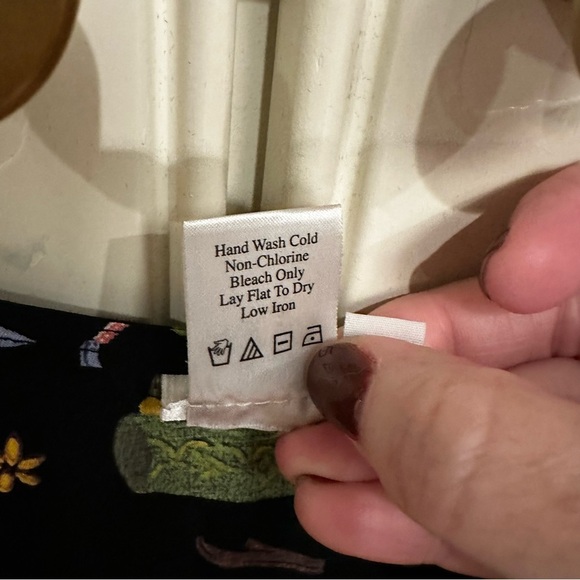 Hand Wash Cold
Non-Chlorine
Bleach Only
Lay Flat To Dry
Low Iron